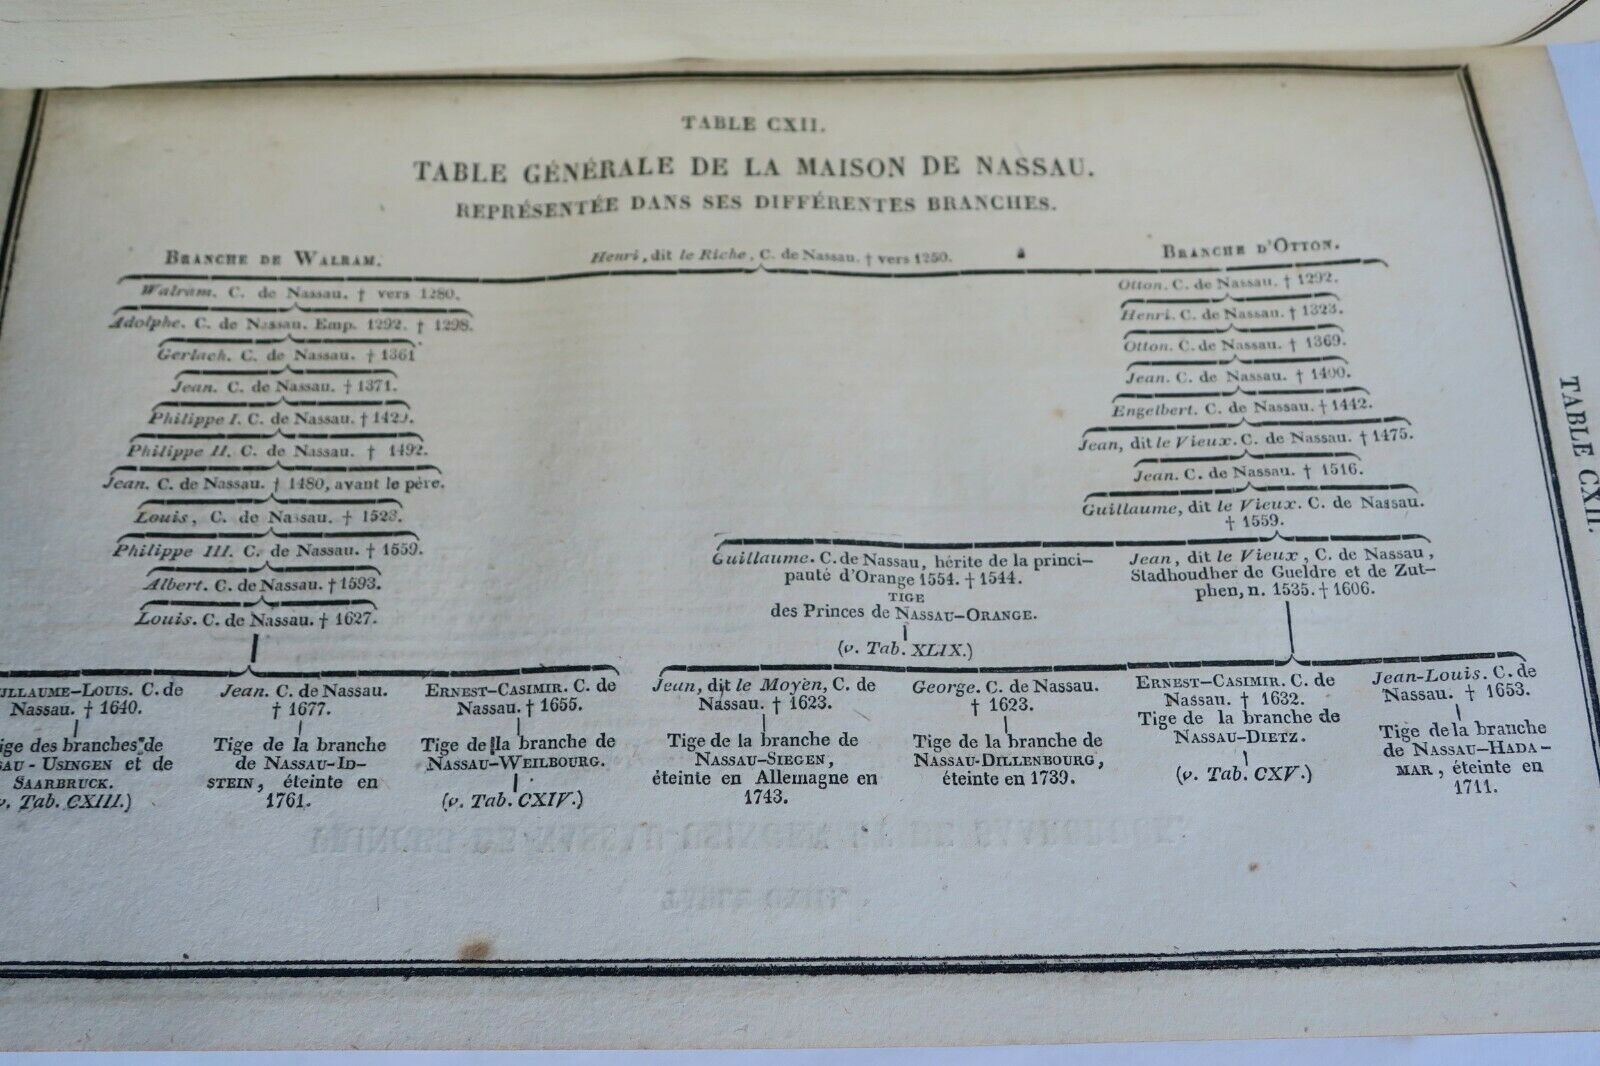 TABLE CXII.
TABLE GÉNÉRALE DE LA MAISON DE NASSAU.
REPRÉSENTÉE DANS SES DIFFÉRENTES BRANCHES.
Henri, dit le Riche, C. de Nassau. † vers 1250.
BRANCHE DE WALRAM.
Walram. C. de Nassau. † vers 1280.
Adolphe. C. de Nassau. Emp. 1292. † 1298.
Gerlach. C. de Nassau. † 1361
Jean. C. de Nassau. † 1371.
Philippe I. C. de Nassau. †
Philippe II. C. de Nassau. † 1492.
Jean. C. de Nassau. † 1480, avant le père.
Louis, C. de Nassau. † 1523.
Philippe III. C. de Nassau. † 1559.
Albert. C. de Nassau. † 1593.
Louis. C. de Nassau. † 1627.
LOUIS. C. de
Nassau. † 1640.
des branches de
USINGEN et de
SAARBRUCK.
Tab. CXIII.)
Jean. C. de Nassau.
† 1677.
Tige de la branche
de NASSAU-ID-
STEIN, éteinte en
1761.
ERNEST-CASIMIR. C. de
Nassau. † 1655.
Tige de la branche de
NASSAU-WEILBOURG.
(v. Tab. CXIV.)
BRANCHE D'OTTON.
Otton. C. de Nassau. † 1292.
Henri. C. de Nassau. † 1323.
Otton. C. de Nassau. † 1369.
Jean. C. de Nassau. † 1400.
Engelbert. C. de Nassau. † 1442.
Jean, dit le Vieux. C. de Nassau. † 1475.
Jean. C. de Nassau. † 1516.
Guillaume, dit le Vieux. C. de Nassau.
† 1559.
Guillaume. C. de Nassau, hérite de la princi-
pauté d'Orange 1554. † 1544.
TIGE
des Princes de NASSAU-ORANGE.
(v. Tab. XLIX.)
Jean, dit le Vieux, C. de Nassau,
Stadhoudher de Gueldre et de Zut-
phen, n. 1535. † 1606.
Jean, dit le Moyen, C. de
Nassau. † 1623.
Tige de la branche de
NASSAU-SIEGEN,
éteinte en Allemagne en
1743.
George. C. de Nassau.
† 1623.
Tige de la branche de
NASSAU-DILLENBOURG,
éteinte en 1739.
ERNEST-CASIMIR. C. de
Nassau. † 1632.
Tige de la branche de
NASSAU-DIETZ.
(v. Tab. CXV.)
Jean-Louis. C. de
Nassau. † 1653.
Tige de la branche
de NASSAU-HADA-
MAR, éteinte en
1711.
TABLE CXII.